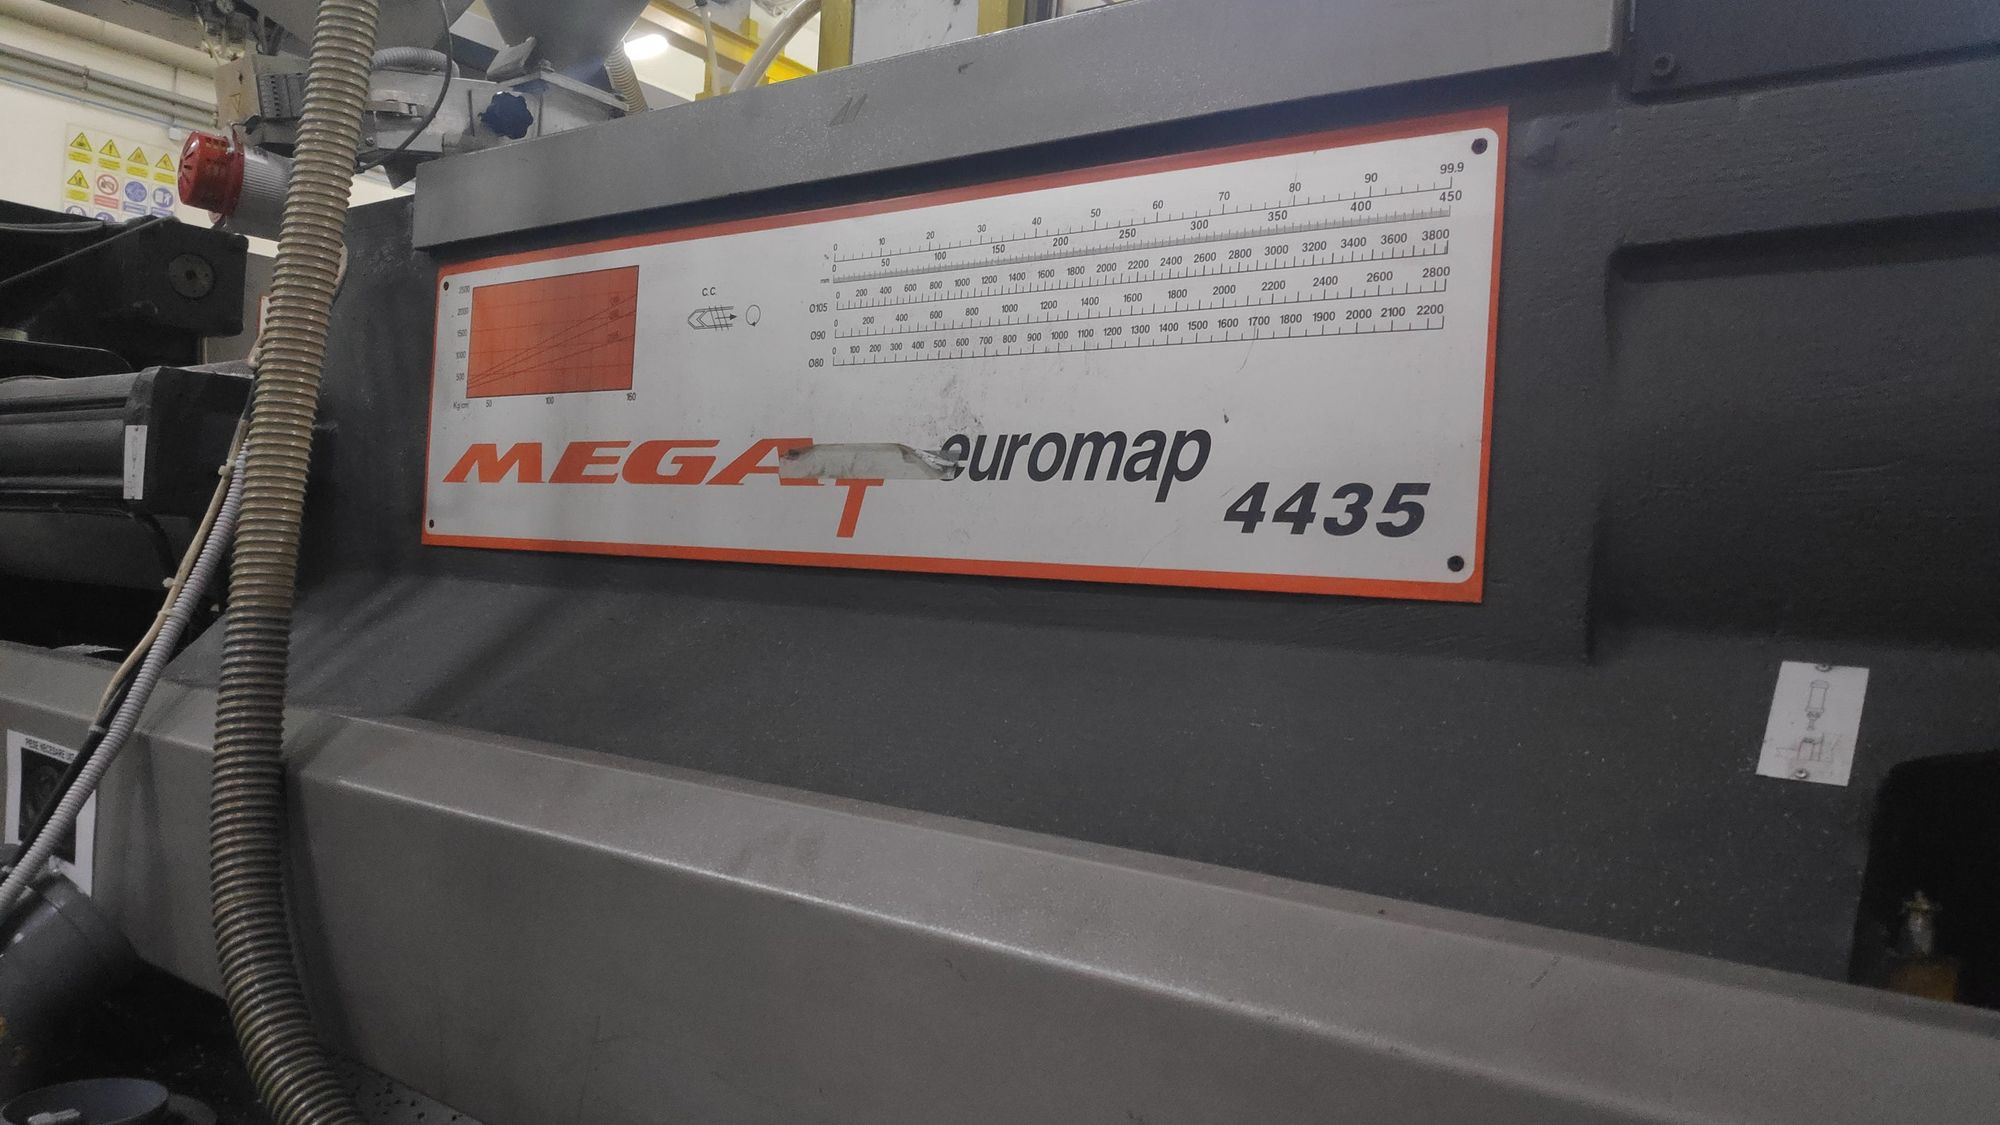 % 0 10 20 30 40 50 60 70 80 90 99.9
mm 0 50 100 150 200 250 300 350 400 450
Ø105 0 200 400 600 800 1000 1200 1400 1600 1800 2000 2200 2400 2600 2800 3000 3200 3400 3600 3800
Ø90 0 200 400 600 800 1000 1200 1400 1600 1800 2000 2200 2400 2600 2800
Ø80 0 100 200 300 400 500 600 700 800 900 1000 1100 1200 1300 1400 1500 1600 1700 1800 1900 2000 2100 2200
c.c.
2500
2000
1500
1000
500
Kg/cm² 50 100 160
MEGA T euromap 4435
PIESE NECESARE